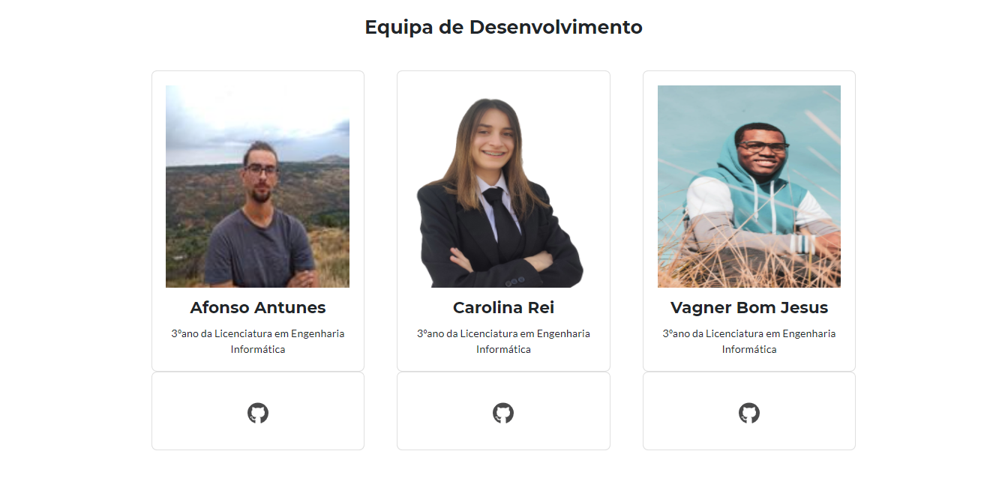 Equipa de Desenvolvimento
Afonso Antunes
3ºano da Licenciatura em Engenharia
Informática
Carolina Rei
3ºano da Licenciatura em Engenharia
Informática
Vagner Bom Jesus
3ºano da Licenciatura em Engenharia
Informática